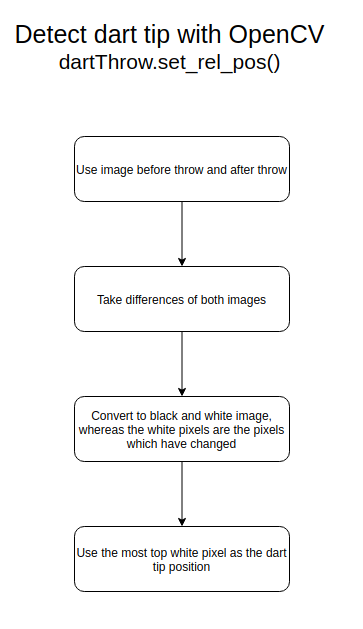 Detect dart tip with OpenCV
dartThrow.set_rel_pos()
Use image before throw and after throw
Take differences of both images
Convert to black and white image,
whereas the white pixels are the pixels
which have changed
Use the most top white pixel as the dart
tip position